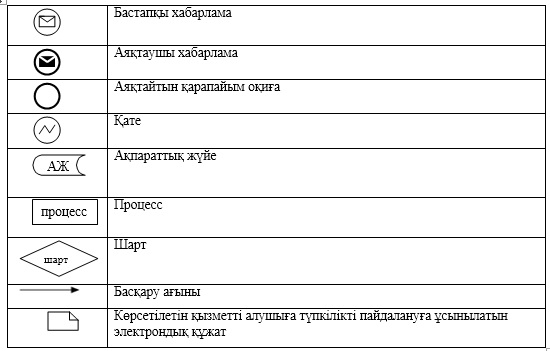 Бастапқы хабарлама
Аяқтаушы хабарлама
Аяқтайтын қарапайым оқиға
Қате
АЖ
Ақпараттық жүйе
процесс
Процесс
шарт
Шарт
Басқару ағыны
Көрсетілетін қызметті алушыға түпкілікті пайдалануға ұсынылатын
электрондық құжат